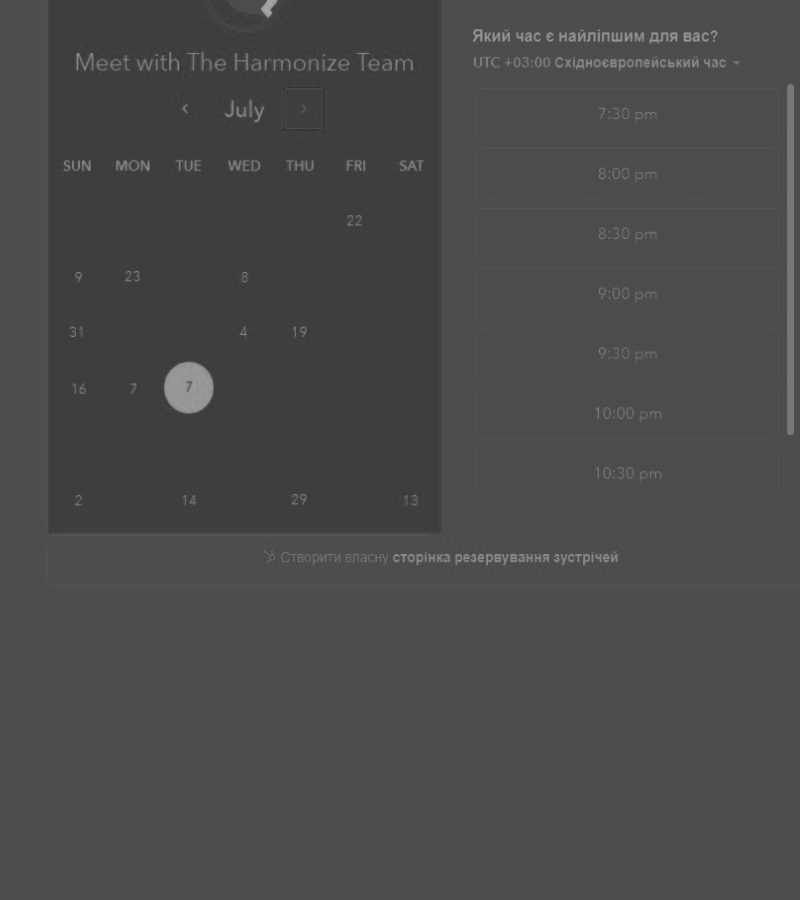 Meet with The Harmonize Team
July
SUN MON TUE WED THU FRI SAT
22
9 23 8
31 4 19
16 7 7
2 14 29 13
Який час є найліпшим для вас?
UTC +03:00 Східноєвропейський час
7:30 pm
8:00 pm
8:30 pm
9:00 pm
9:30 pm
10:00 pm
10:30 pm
Створити власну сторінка резервування зустрічей